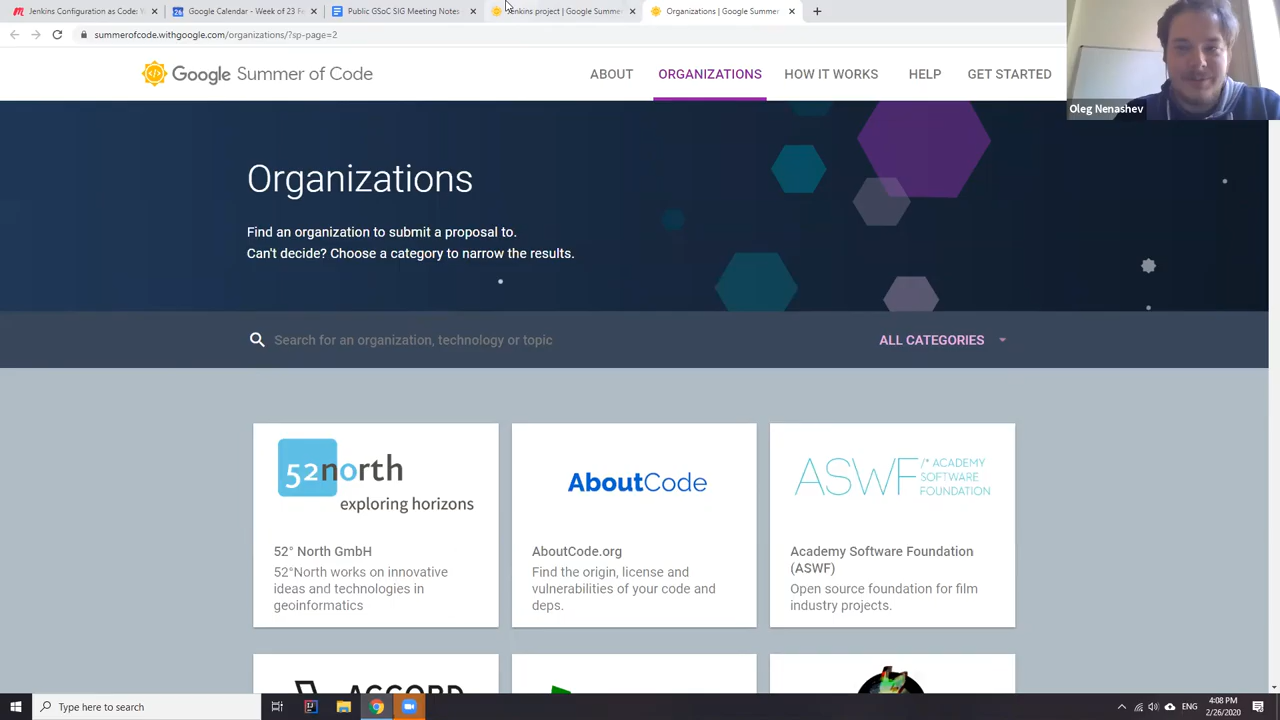 Jenkins Configuration as Code:
Google Calendar - Week of 23 Fe
Public GSoC SIG Meeting Notes
Jenkins project | Google Summe
Organizations | Google Summer
summerofcode.withgoogle.com/organizations/?sp-page=2
Google Summer of Code
ABOUT
ORGANIZATIONS
HOW IT WORKS
HELP
GET STARTED
Oleg Nenashev
Organizations
Find an organization to submit a proposal to.
Can't decide? Choose a category to narrow the results.
Search for an organization, technology or topic
ALL CATEGORIES
52north
exploring horizons
52° North GmbH
52°North works on innovative
ideas and technologies in
geoinformatics
AboutCode
AboutCode.org
Find the origin, license and
vulnerabilities of your code and
deps.
ASWF
/* ACADEMY
SOFTWARE
FOUNDATION
Academy Software Foundation
(ASWF)
Open source foundation for film
industry projects.
ACCORD
Type here to search
ENG
4:08 PM
2/26/2020